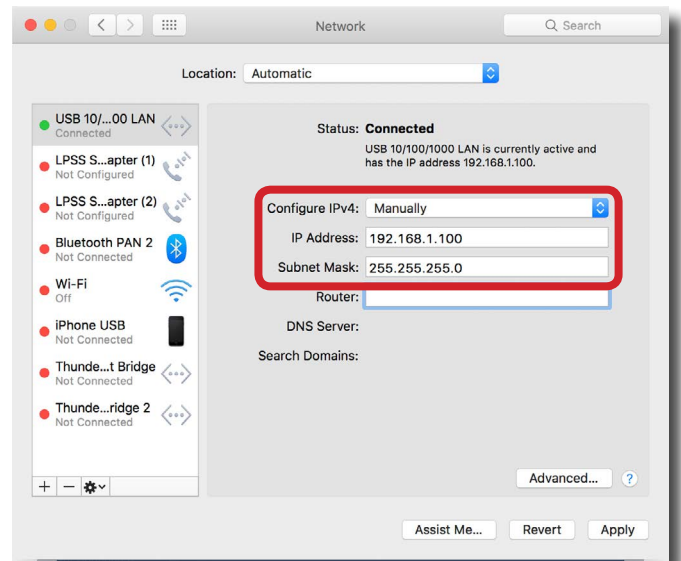 Network
Search
Location: Automatic
USB 10/...00 LAN
Connected
LPSS S...apter (1)
Not Configured
LPSS S...apter (2)
Not Configured
Bluetooth PAN 2
Not Connected
Wi-Fi
Off
iPhone USB
Not Connected
Thunde...t Bridge
Not Connected
Thunde...ridge 2
Not Connected
Status: Connected
USB 10/100/1000 LAN is currently active and
has the IP address 192.168.1.100.
Configure IPv4: Manually
IP Address: 192.168.1.100
Subnet Mask: 255.255.255.0
Router:
DNS Server:
Search Domains:
Advanced... ?
Assist Me... Revert Apply